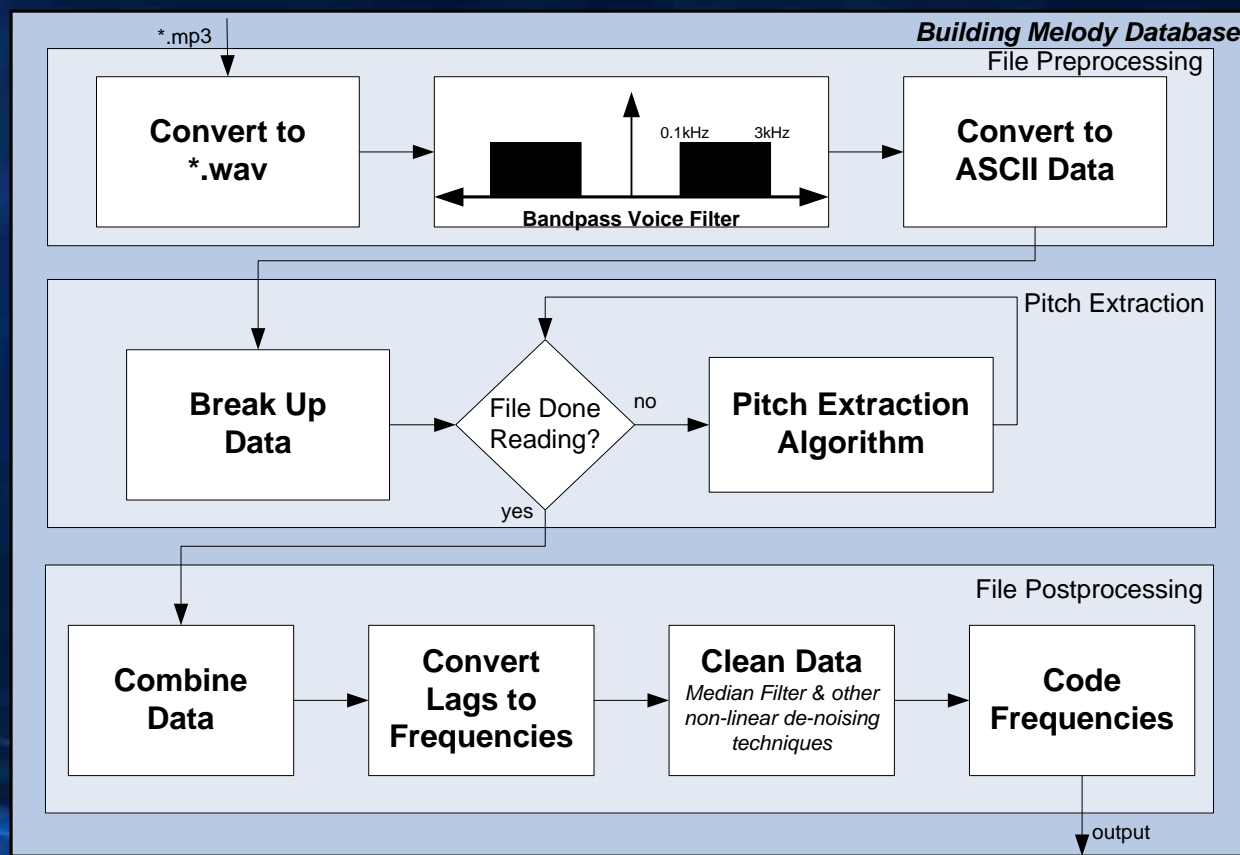 Building Melody Database
*.mp3
File Preprocessing
Convert to
*.wav
0.1kHz 3kHz
Bandpass Voice Filter
Convert to
ASCII Data
Pitch Extraction
Break Up
Data
File Done
Reading?
no
Pitch Extraction
Algorithm
yes
File Postprocessing
Combine
Data
Convert
Lags to
Frequencies
Clean Data
Median Filter & other
non-linear de-noising
techniques
Code
Frequencies
output